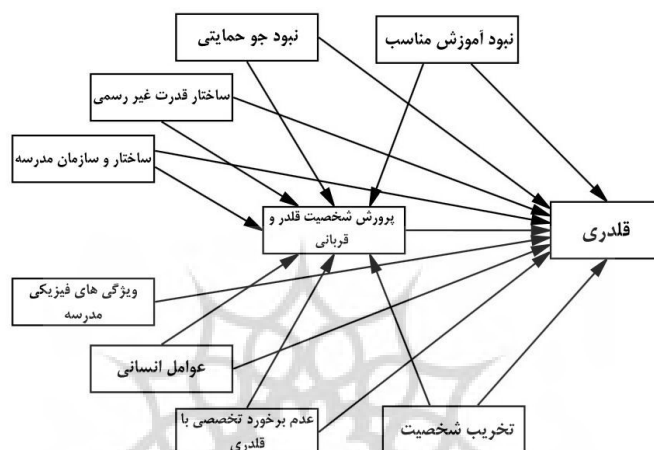 نبود آموزش مناسب
نبود جو حمایتی
ساختار قدرت غیر رسمی
ساختار و سازمان مدرسه
پرورش شخصیت قلدر و
قربانی
قلدری
ویژگی های فیزیکی
مدرسه
عوامل انسانی
تخریب شخصیت
عدم برخورد تخصصی با
قلدری